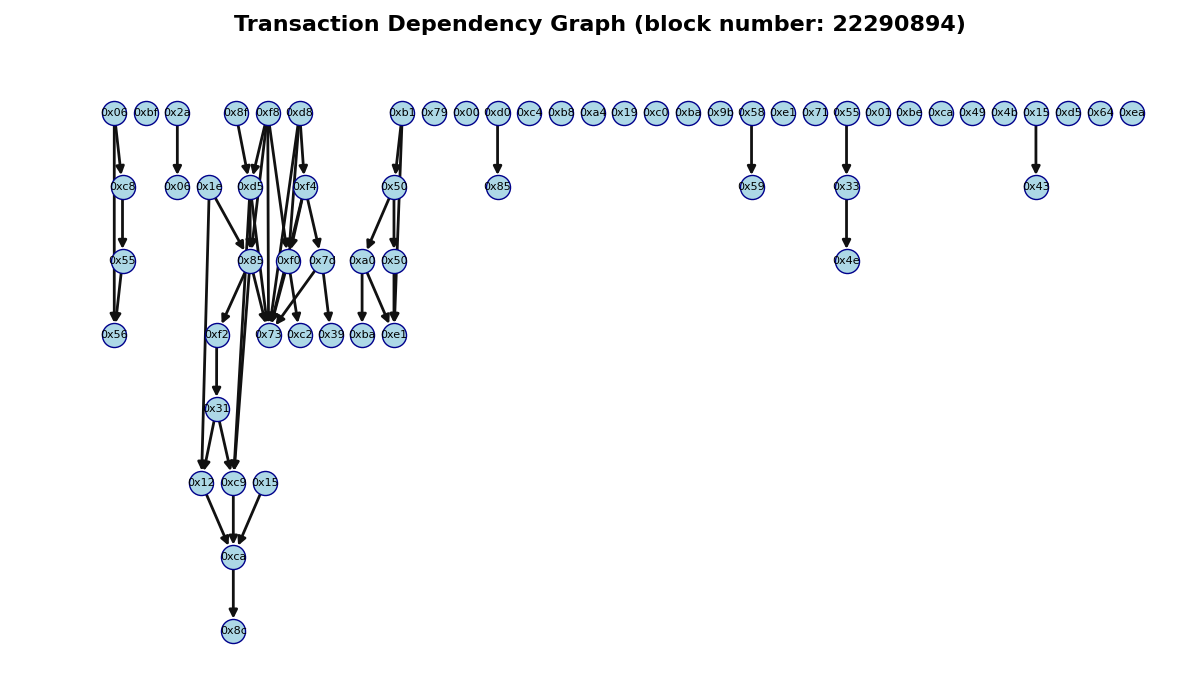 Transaction Dependency Graph (block number: 22290894)
0x06 0xbf 0x2a 0x8f 0xf8 0xd8 0xb1 0x79 0x00 0xd0 0xc4 0xb8 0xa4 0x19 0xc0 0xba 0x9b 0x58 0xe1 0x71 0x55 0x01 0xbe 0xca 0x49 0x4b 0x15 0xd5 0x64 0xea
0xc8 0x06 0x1e 0xd5 0xf4 0x50 0x85 0x59 0x33 0x43
0x55 0x85 0xf0 0x7d 0xa0 0x50 0x4e
0x56 0xf2 0x73 0xc2 0x39 0xba 0xe1
0x31
0x12 0xc9 0x15
0xca
0x8d